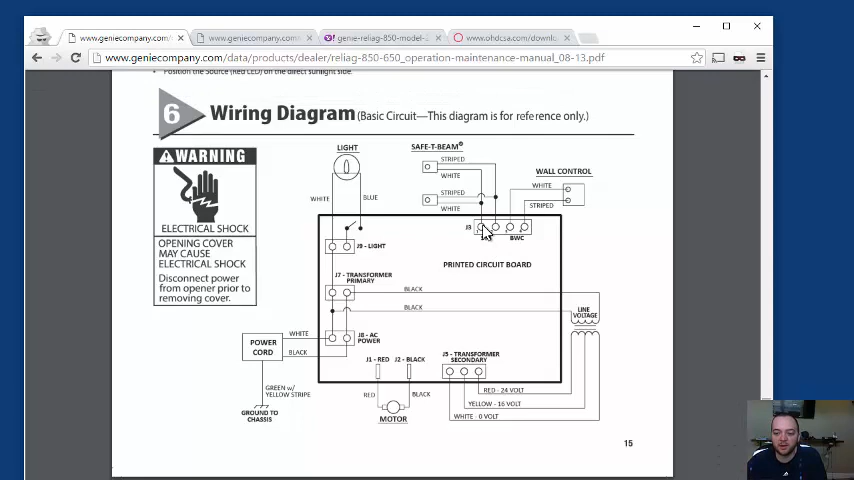 www.geniecompany.com/
www.geniecompany.com/
genie-reliag-850-model-2
www.ohdcsa.com/downl
www.geniecompany.com/data/products/dealer/reliag-850-650_operation-maintenance-manual_08-13.pdf
Position the Source (Red LED) on the direct sunlight side.
6 Wiring Diagram (Basic Circuit—This diagram is for reference only.)
WARNING
ELECTRICAL SHOCK
OPENING COVER
MAY CAUSE
ELECTRICAL SHOCK
Disconnect power
from opener prior to
removing cover.
LIGHT
WHITE
BLUE
SAFE-T-BEAM®
STRIPED
WHITE
STRIPED
WHITE
WALL CONTROL
WHITE
STRIPED
J3
BWC
J9 - LIGHT
PRINTED CIRCUIT BOARD
J7 - TRANSFORMER
PRIMARY
BLACK
BLACK
LINE
VOLTAGE
J8 - AC
POWER
POWER
CORD
WHITE
BLACK
J1 - RED
J2 - BLACK
J5 - TRANSFORMER
SECONDARY
GREEN w/
YELLOW STRIPE
GROUND TO
CHASSIS
RED
BLACK
MOTOR
RED - 24 VOLT
YELLOW - 16 VOLT
WHITE - 0 VOLT
15